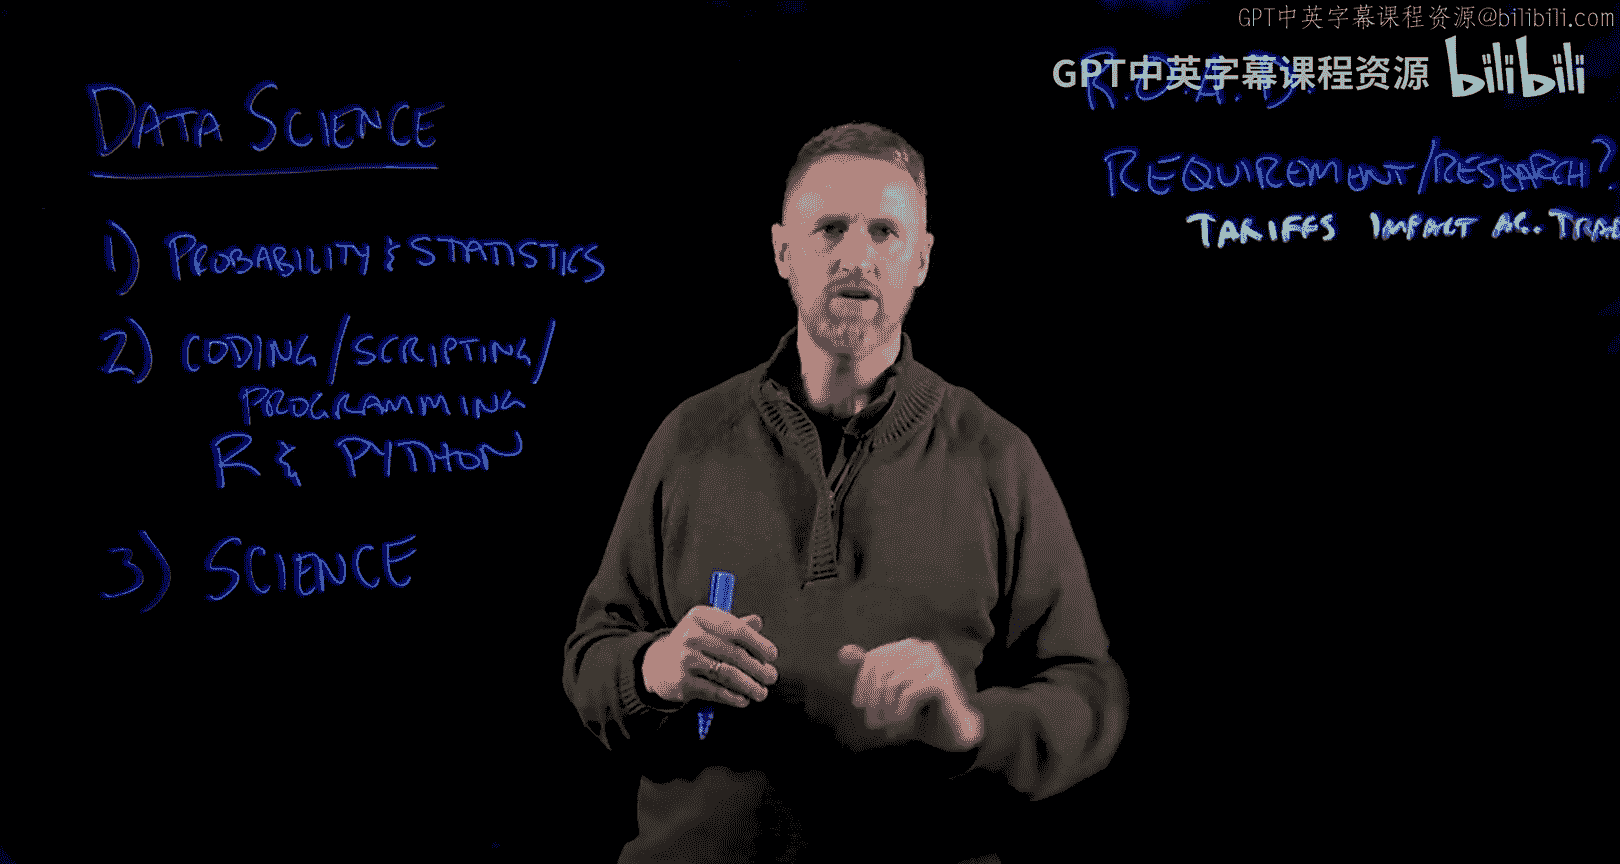 GPT中英字幕课程资源@bilibili.com
GPT中英字幕课程资源 bilibili
R.O.A.D.
DATA SCIENCE
REQUIREMENT/RESEARCH?
TARIFFS IMPACT AG.
1) PROBABILITY & STATISTICS
2) CODING/SCRIPTING/
PROGRAMMING
R & PYTHON
3) SCIENCE